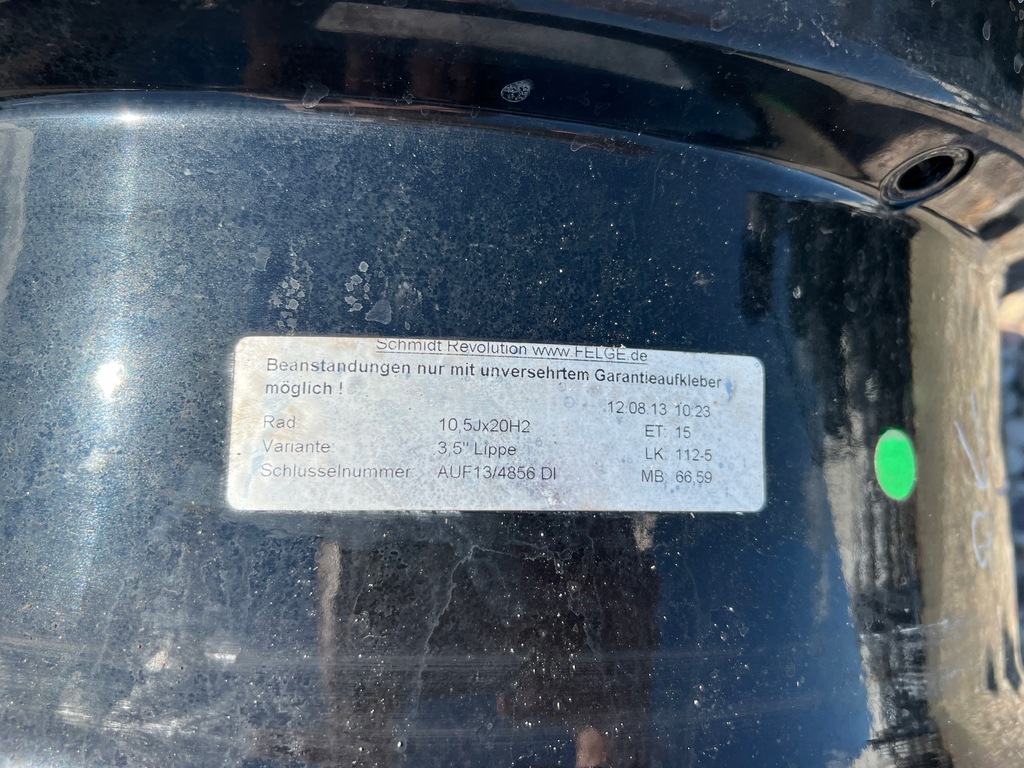 Schmidt Revolution www.FELGE.de
Beanstandungen nur mit unversehrtem Garantieaufkleber
möglich !
12.08.13 10:23
Rad: 10,5Jx20H2 ET: 15
Variante: 3,5" Lippe LK: 112-5
Schlüsselnummer: AUF13/4856 DI MB: 66,59